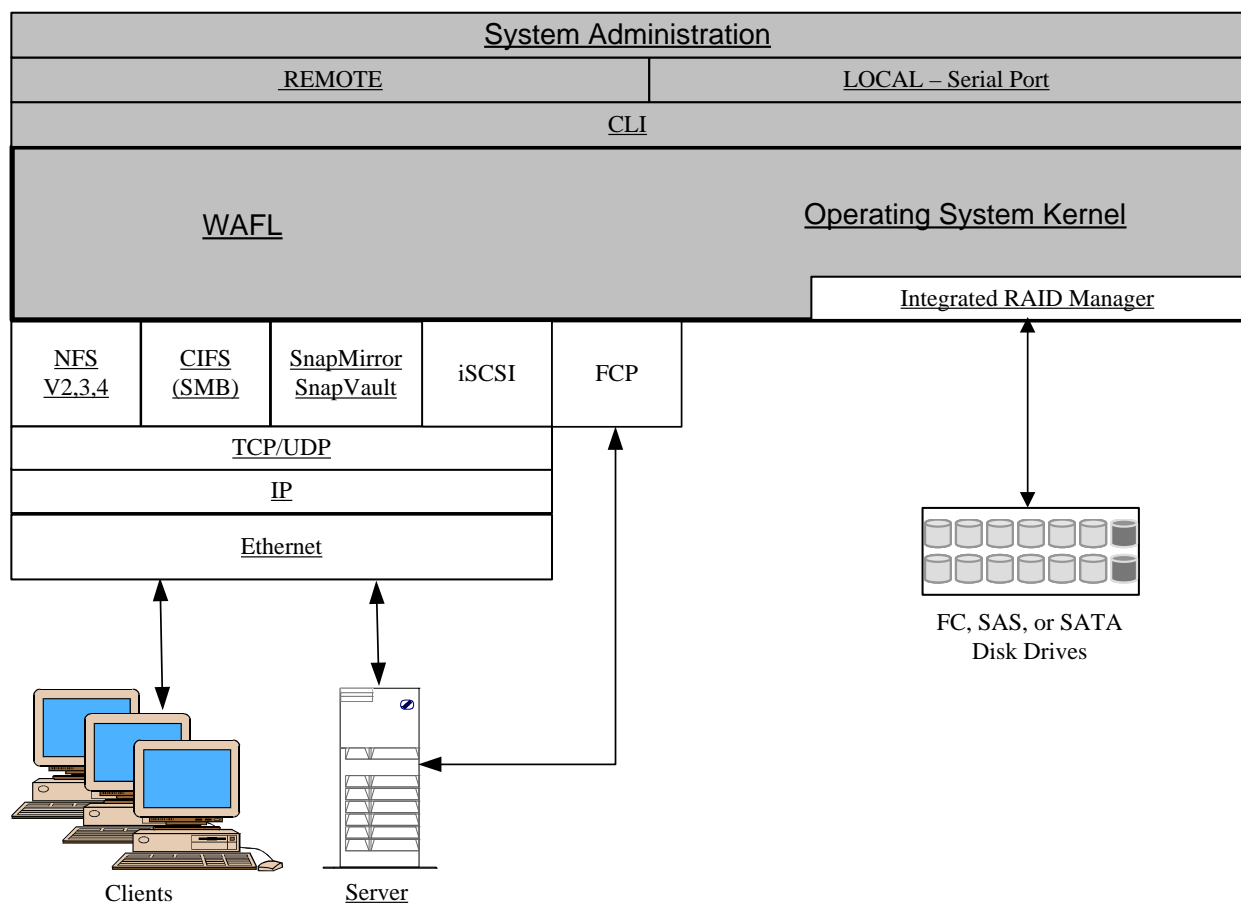 System Administration
REMOTE
LOCAL – Serial Port
CLI
WAFL
Operating System Kernel
Integrated RAID Manager
NFS
V2,3,4
CIFS
(SMB)
SnapMirror
SnapVault
iSCSI
FCP
TCP/UDP
IP
Ethernet
FC, SAS, or SATA
Disk Drives
Clients
Server